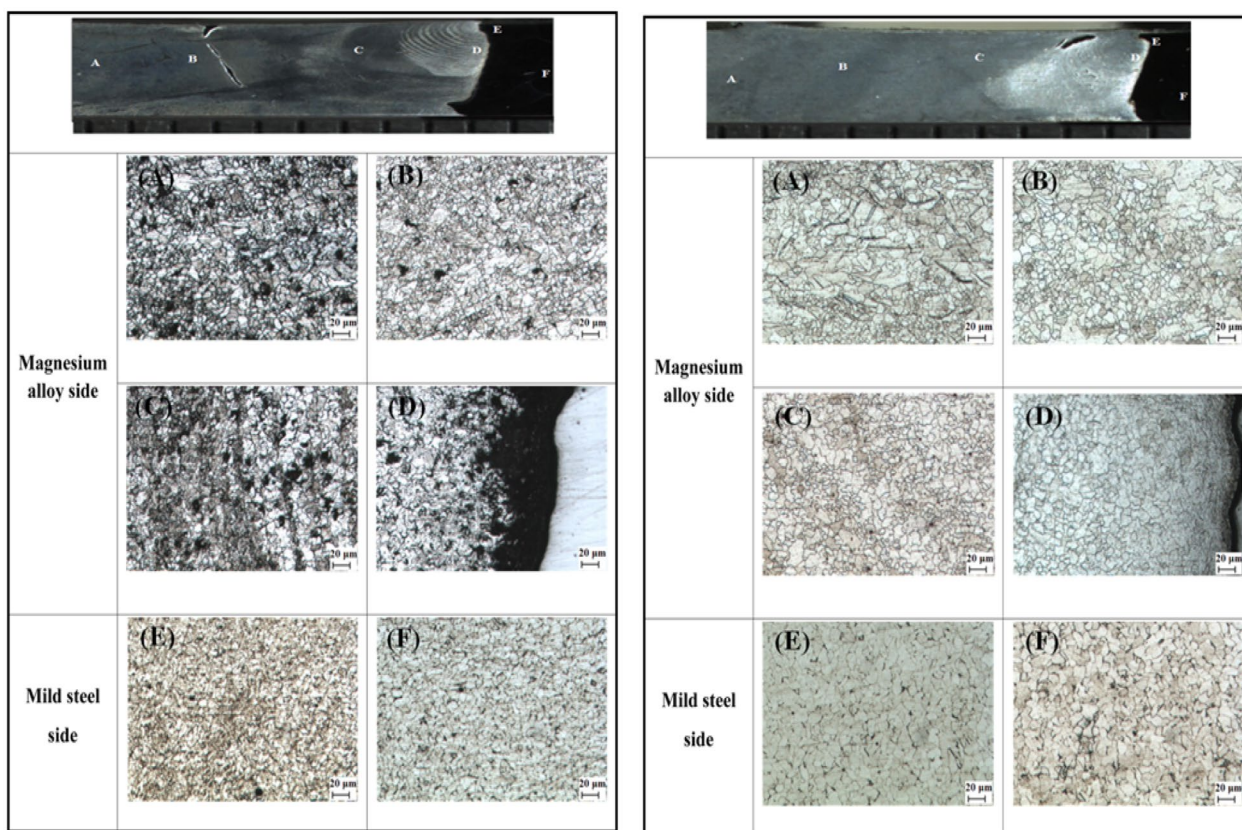 A
B
C
D
E
F
(A)
20 µm
(B)
20 µm
Magnesium
alloy side
(C)
20 µm
(D)
20 µm
(E)
20 µm
(F)
20 µm
Mild steel
side
A
B
C
D
E
F
(A)
20 µm
(B)
20 µm
Magnesium
alloy side
(C)
20 µm
(D)
20 µm
(E)
20 µm
(F)
20 µm
Mild steel
side